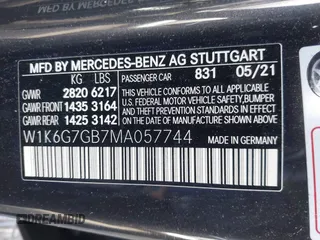 MFD BY MERCEDES-BENZ AG STUTTGART
KG LBS PASSENGER CAR 831 05/21
GVWR 2820 6217
GAWR FRONT 1435 3164
GAWR REAR 1425 3142
THIS VEHICLE CONFORMS TO ALL APPLICABLE
U.S. FEDERAL MOTOR VEHICLE SAFETY,
BUMPER, AND THEFT PREVENTION
STANDARDS IN EFFECT ON THE DATE
OF MANUFACTURE SHOWN ABOVE.
W1K6G7GB7MA057744
MADE IN GERMANY
DREAMBID